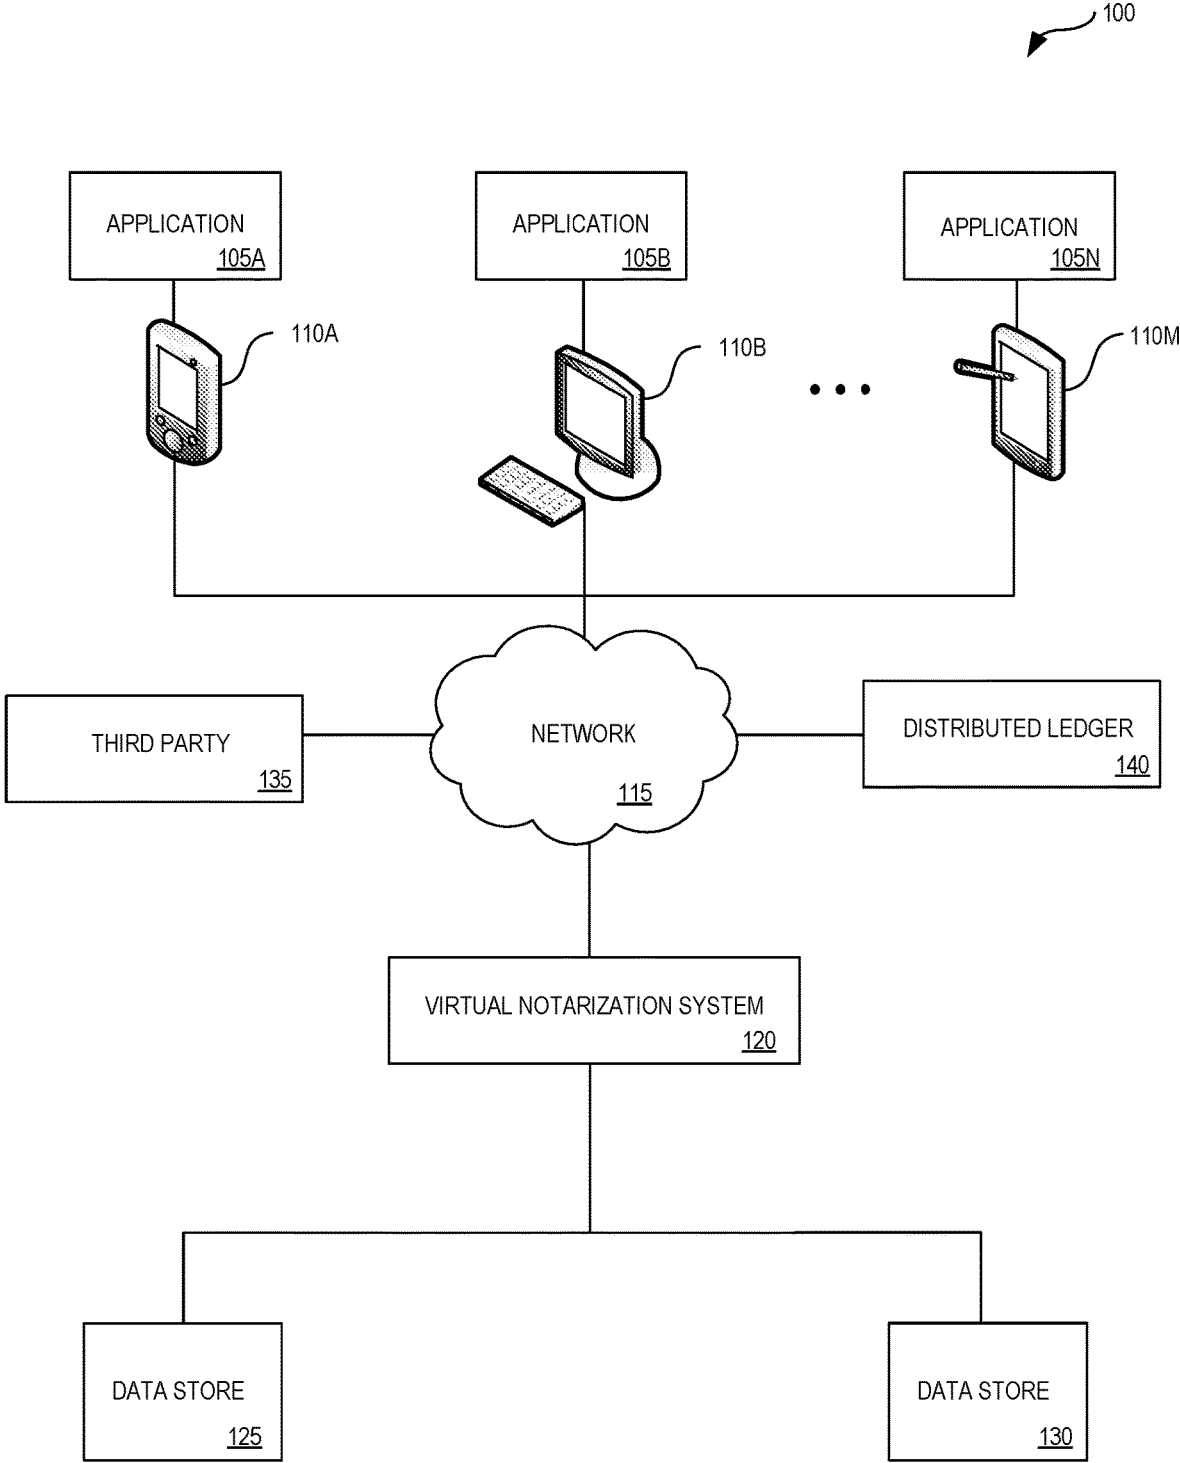 100
APPLICATION
105A
APPLICATION
105B
APPLICATION
105N
110A
110B
110M
NETWORK
115
THIRD PARTY
135
DISTRIBUTED LEDGER
140
VIRTUAL NOTARIZATION SYSTEM
120
DATA STORE
125
DATA STORE
130